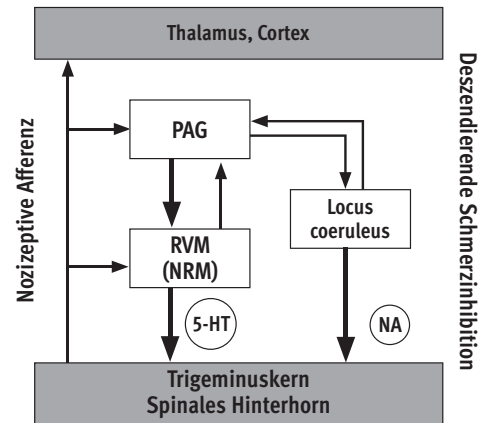 Thalamus, Cortex
Nozizeptive Afferenz
Deszendierende Schmerzinhibition
PAG
Locus
coeruleus
RVM
(NRM)
5-HT
NA
Trigeminuskern
Spinales Hinterhorn